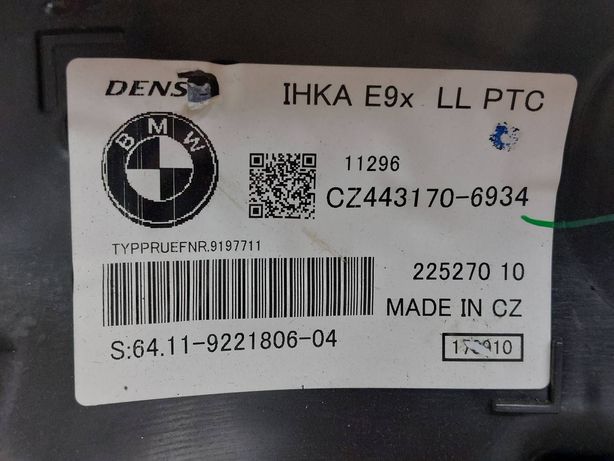 DENSO IHKA E9x LL PTC
BMW
11296
CZ443170-6934
TYPPRUEFNR.9197711
225270 10
MADE IN CZ
S:64.11-9221806-04